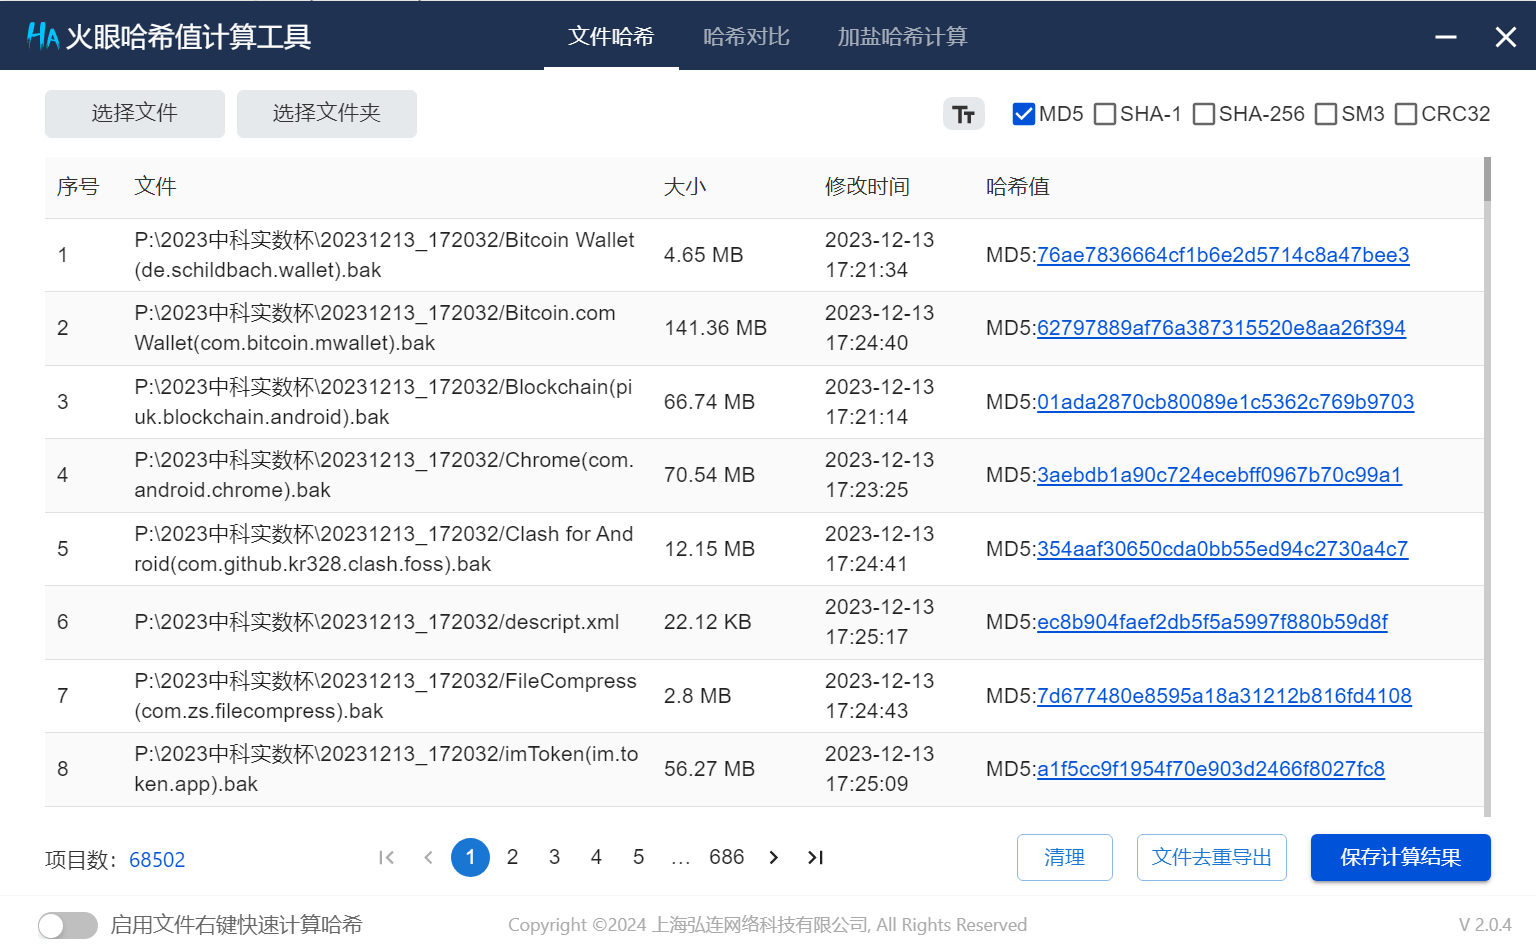 HA 火眼哈希值计算工具
文件哈希 哈希对比 加盐哈希计算
选择文件 选择文件夹 Tт MD5 SHA-1 SHA-256 SM3 CRC32
序号 文件 大小 修改时间 哈希值
1 P:\2023中科实数杯\20231213_172032/Bitcoin Wallet
(de.schildbach.wallet).bak 4.65 MB 2023-12-13
17:21:34 MD5:76ae7836664cf1b6e2d5714c8a47bee3
2 P:\2023中科实数杯\20231213_172032/Bitcoin.com
Wallet(com.bitcoin.mwallet).bak 141.36 MB 2023-12-13
17:24:40 MD5:62797889af76a387315520e8aa26f394
3 P:\2023中科实数杯\20231213_172032/Blockchain(pi
uk.blockchain.android).bak 66.74 MB 2023-12-13
17:21:14 MD5:01ada2870cb80089e1c5362c769b9703
4 P:\2023中科实数杯\20231213_172032/Chrome(com.
android.chrome).bak 70.54 MB 2023-12-13
17:23:25 MD5:3aebdb1a90c724ecebff0967b70c99a1
5 P:\2023中科实数杯\20231213_172032/Clash for And
roid(com.github.kr328.clash.foss).bak 12.15 MB 2023-12-13
17:24:41 MD5:354aaf30650cda0bb55ed94c2730a4c7
6 P:\2023中科实数杯\20231213_172032/descript.xml 22.12 KB 2023-12-13
17:25:17 MD5:ec8b904faef2db5f5a5997f880b59d8f
7 P:\2023中科实数杯\20231213_172032/FileCompress
(com.zs.filecompress).bak 2.8 MB 2023-12-13
17:24:43 MD5:7d677480e8595a18a31212b816fd4108
8 P:\2023中科实数杯\20231213_172032/imToken(im.to
ken.app).bak 56.27 MB 2023-12-13
17:25:09 MD5:a1f5cc9f1954f70e903d2466f8027fc8
项目数：68502 1 2 3 4 5 … 686 清理 文件去重导出 保存计算结果
启用文件右键快速计算哈希 Copyright ©2024 上海弘连网络科技有限公司, All Rights Reserved V 2.0.4